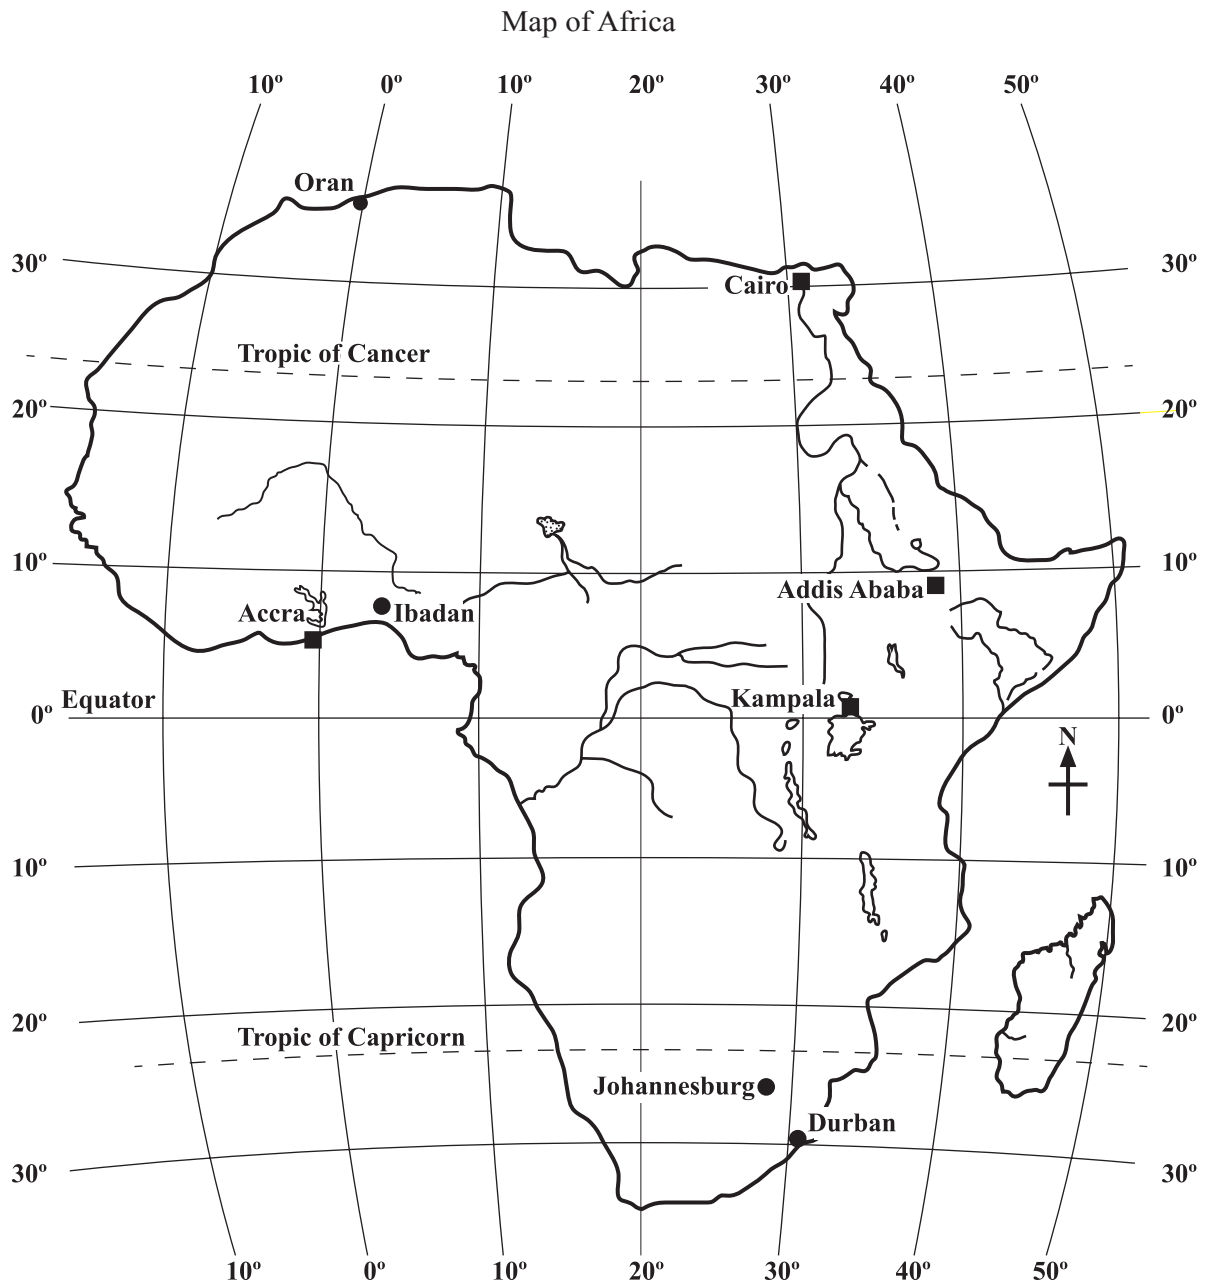 Map of Africa
10º 0º 10º 20º 30º 40º 50º
Oran
30º 30º
Cairo
Tropic of Cancer
20º 20º
10º 10º
Addis Ababa
Accra Ibadan
Equator Kampala
0º 0º
N
10º 10º
20º 20º
Tropic of Capricorn
Johannesburg
Durban
30º 30º
10º 0º 10º 20º 30º 40º 50º